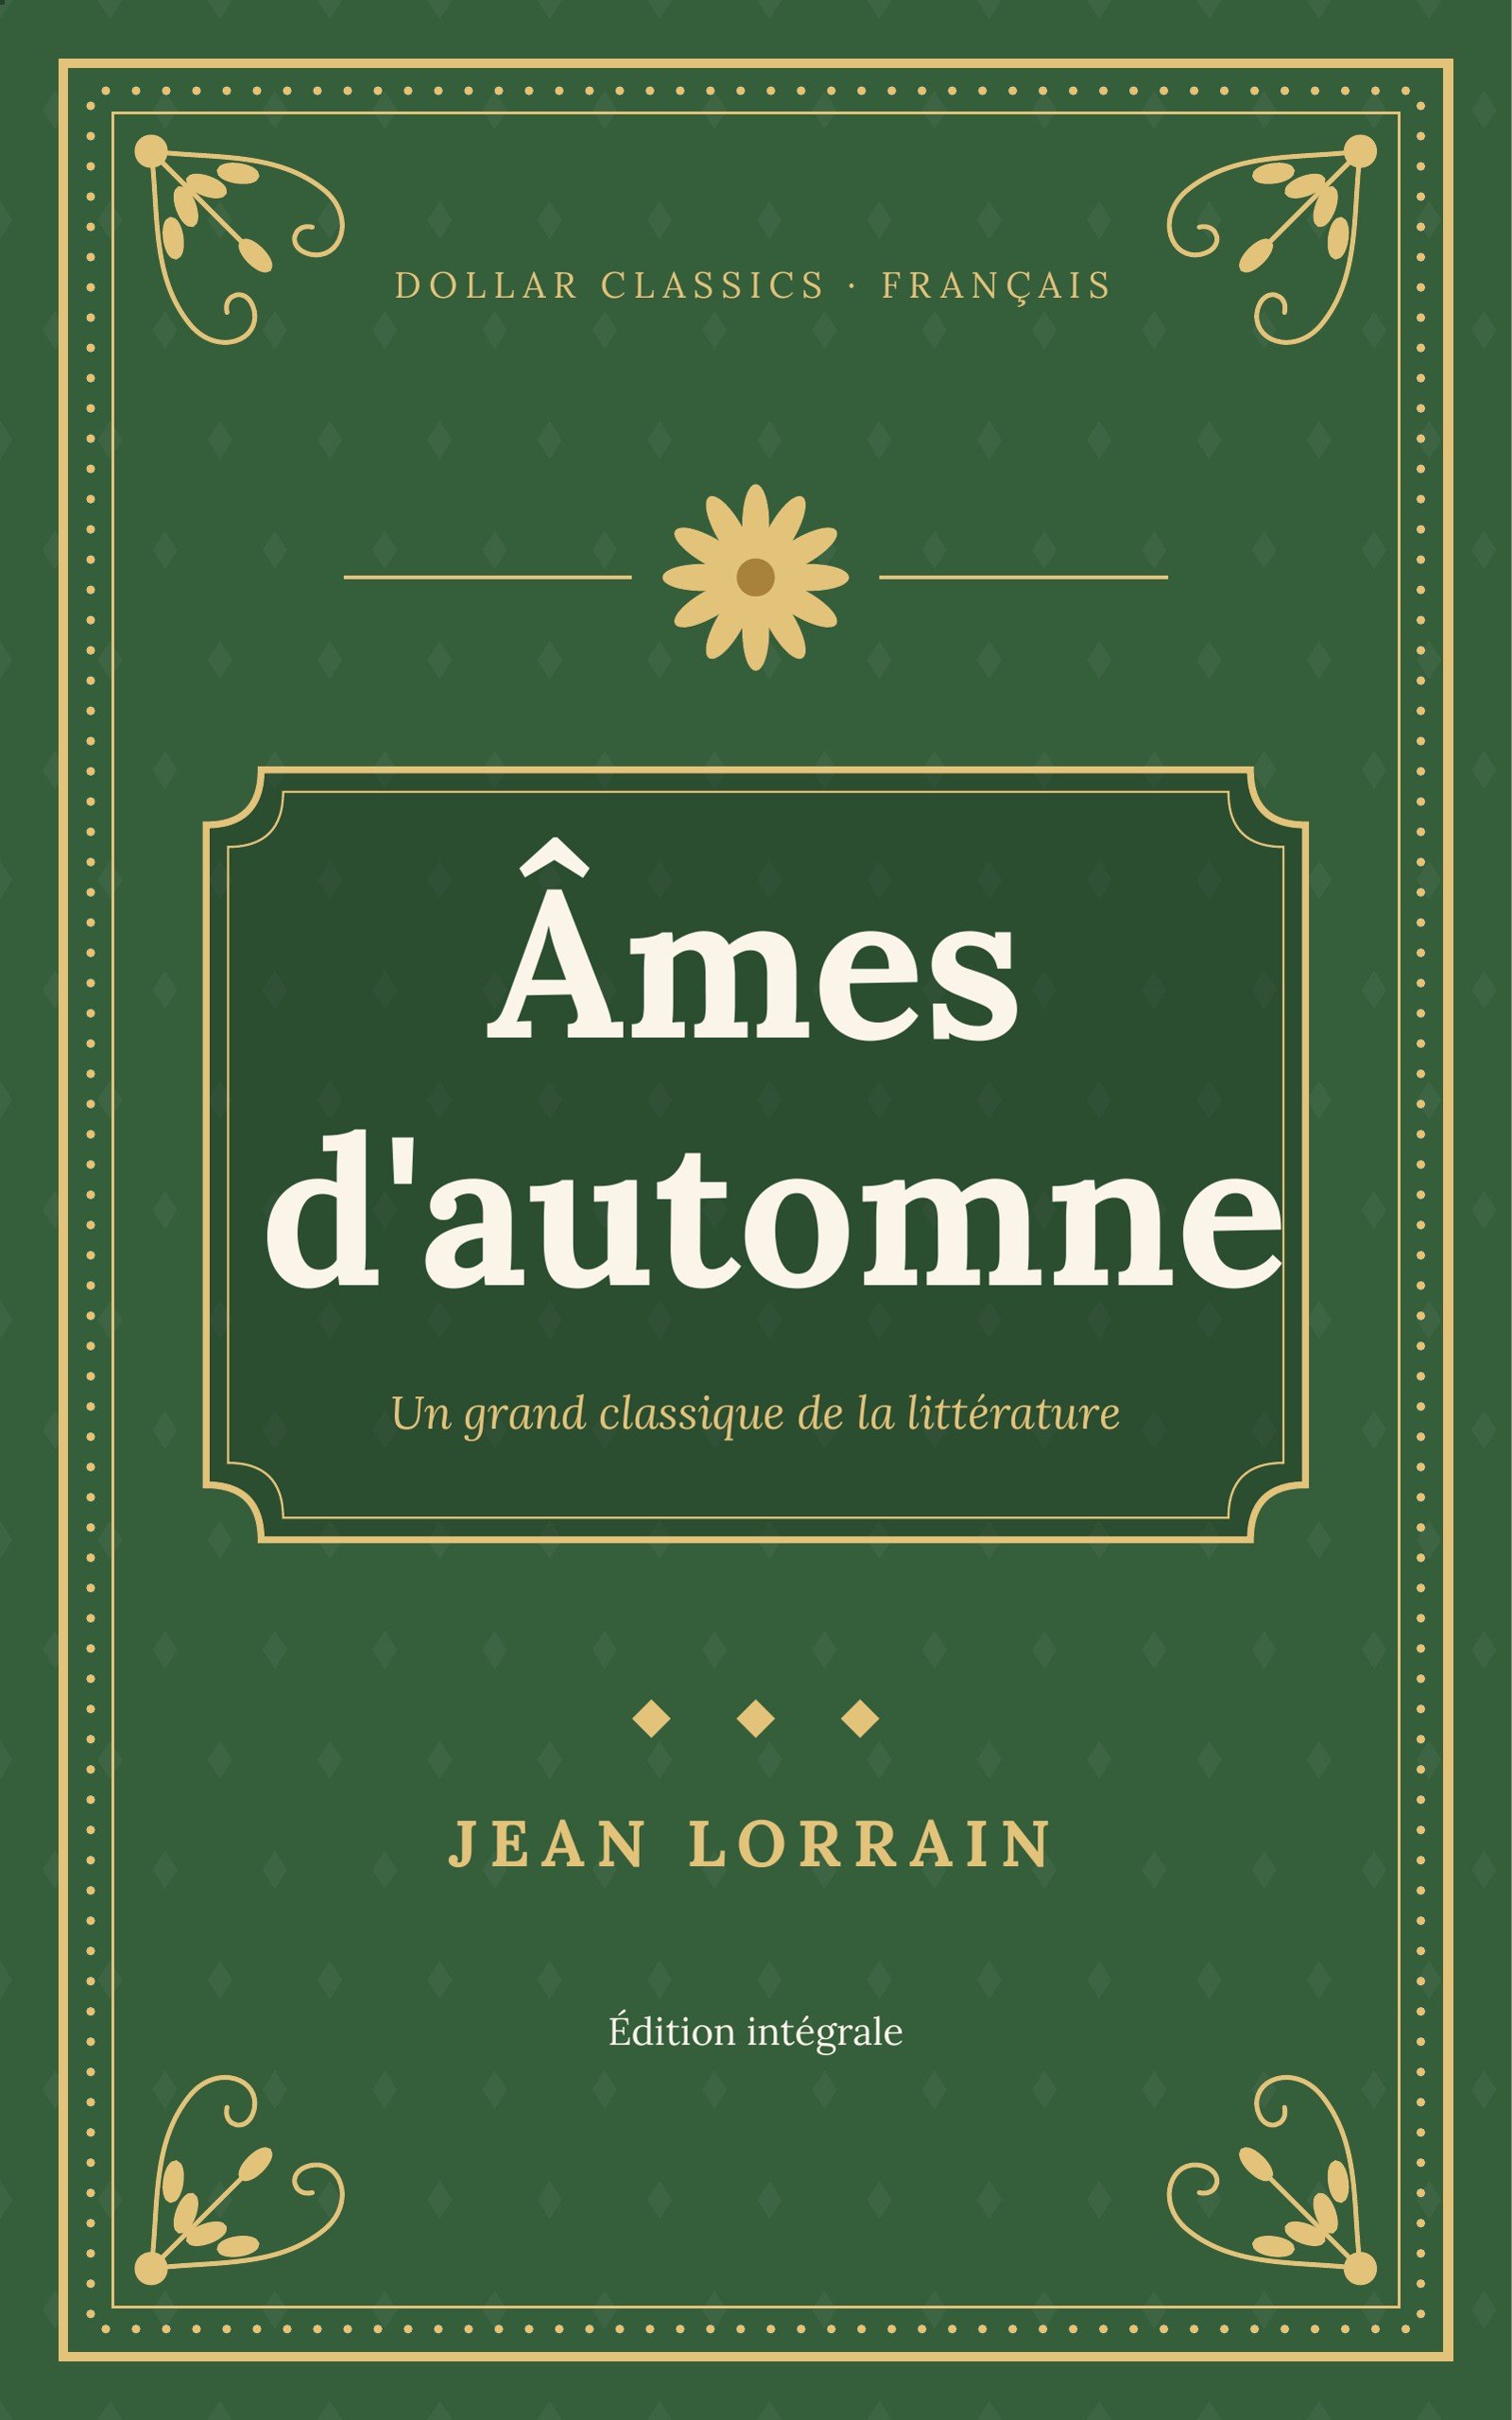 DOLLAR CLASSICS · FRANÇAIS
Âmes
d'automne
Un grand classique de la littérature
JEAN LORRAIN
Édition intégrale